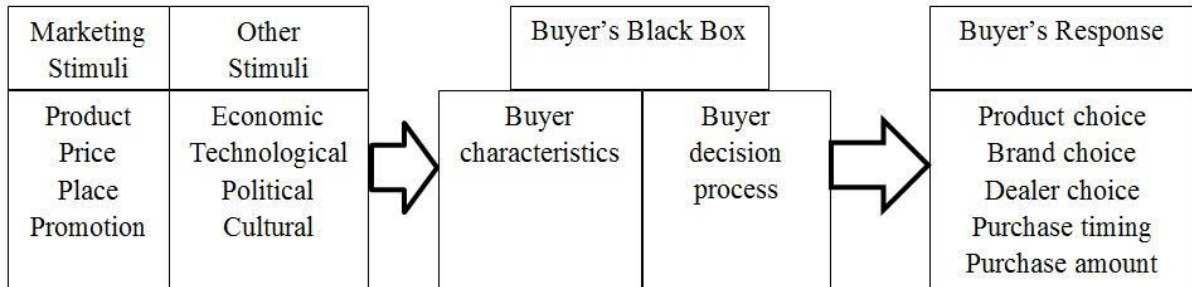 Marketing
Stimuli
Other
Stimuli
Buyer’s Black Box
Buyer’s Response
Product
Price
Place
Promotion
Economic
Technological
Political
Cultural
Buyer
characteristics
Buyer
decision
process
Product choice
Brand choice
Dealer choice
Purchase timing
Purchase amount